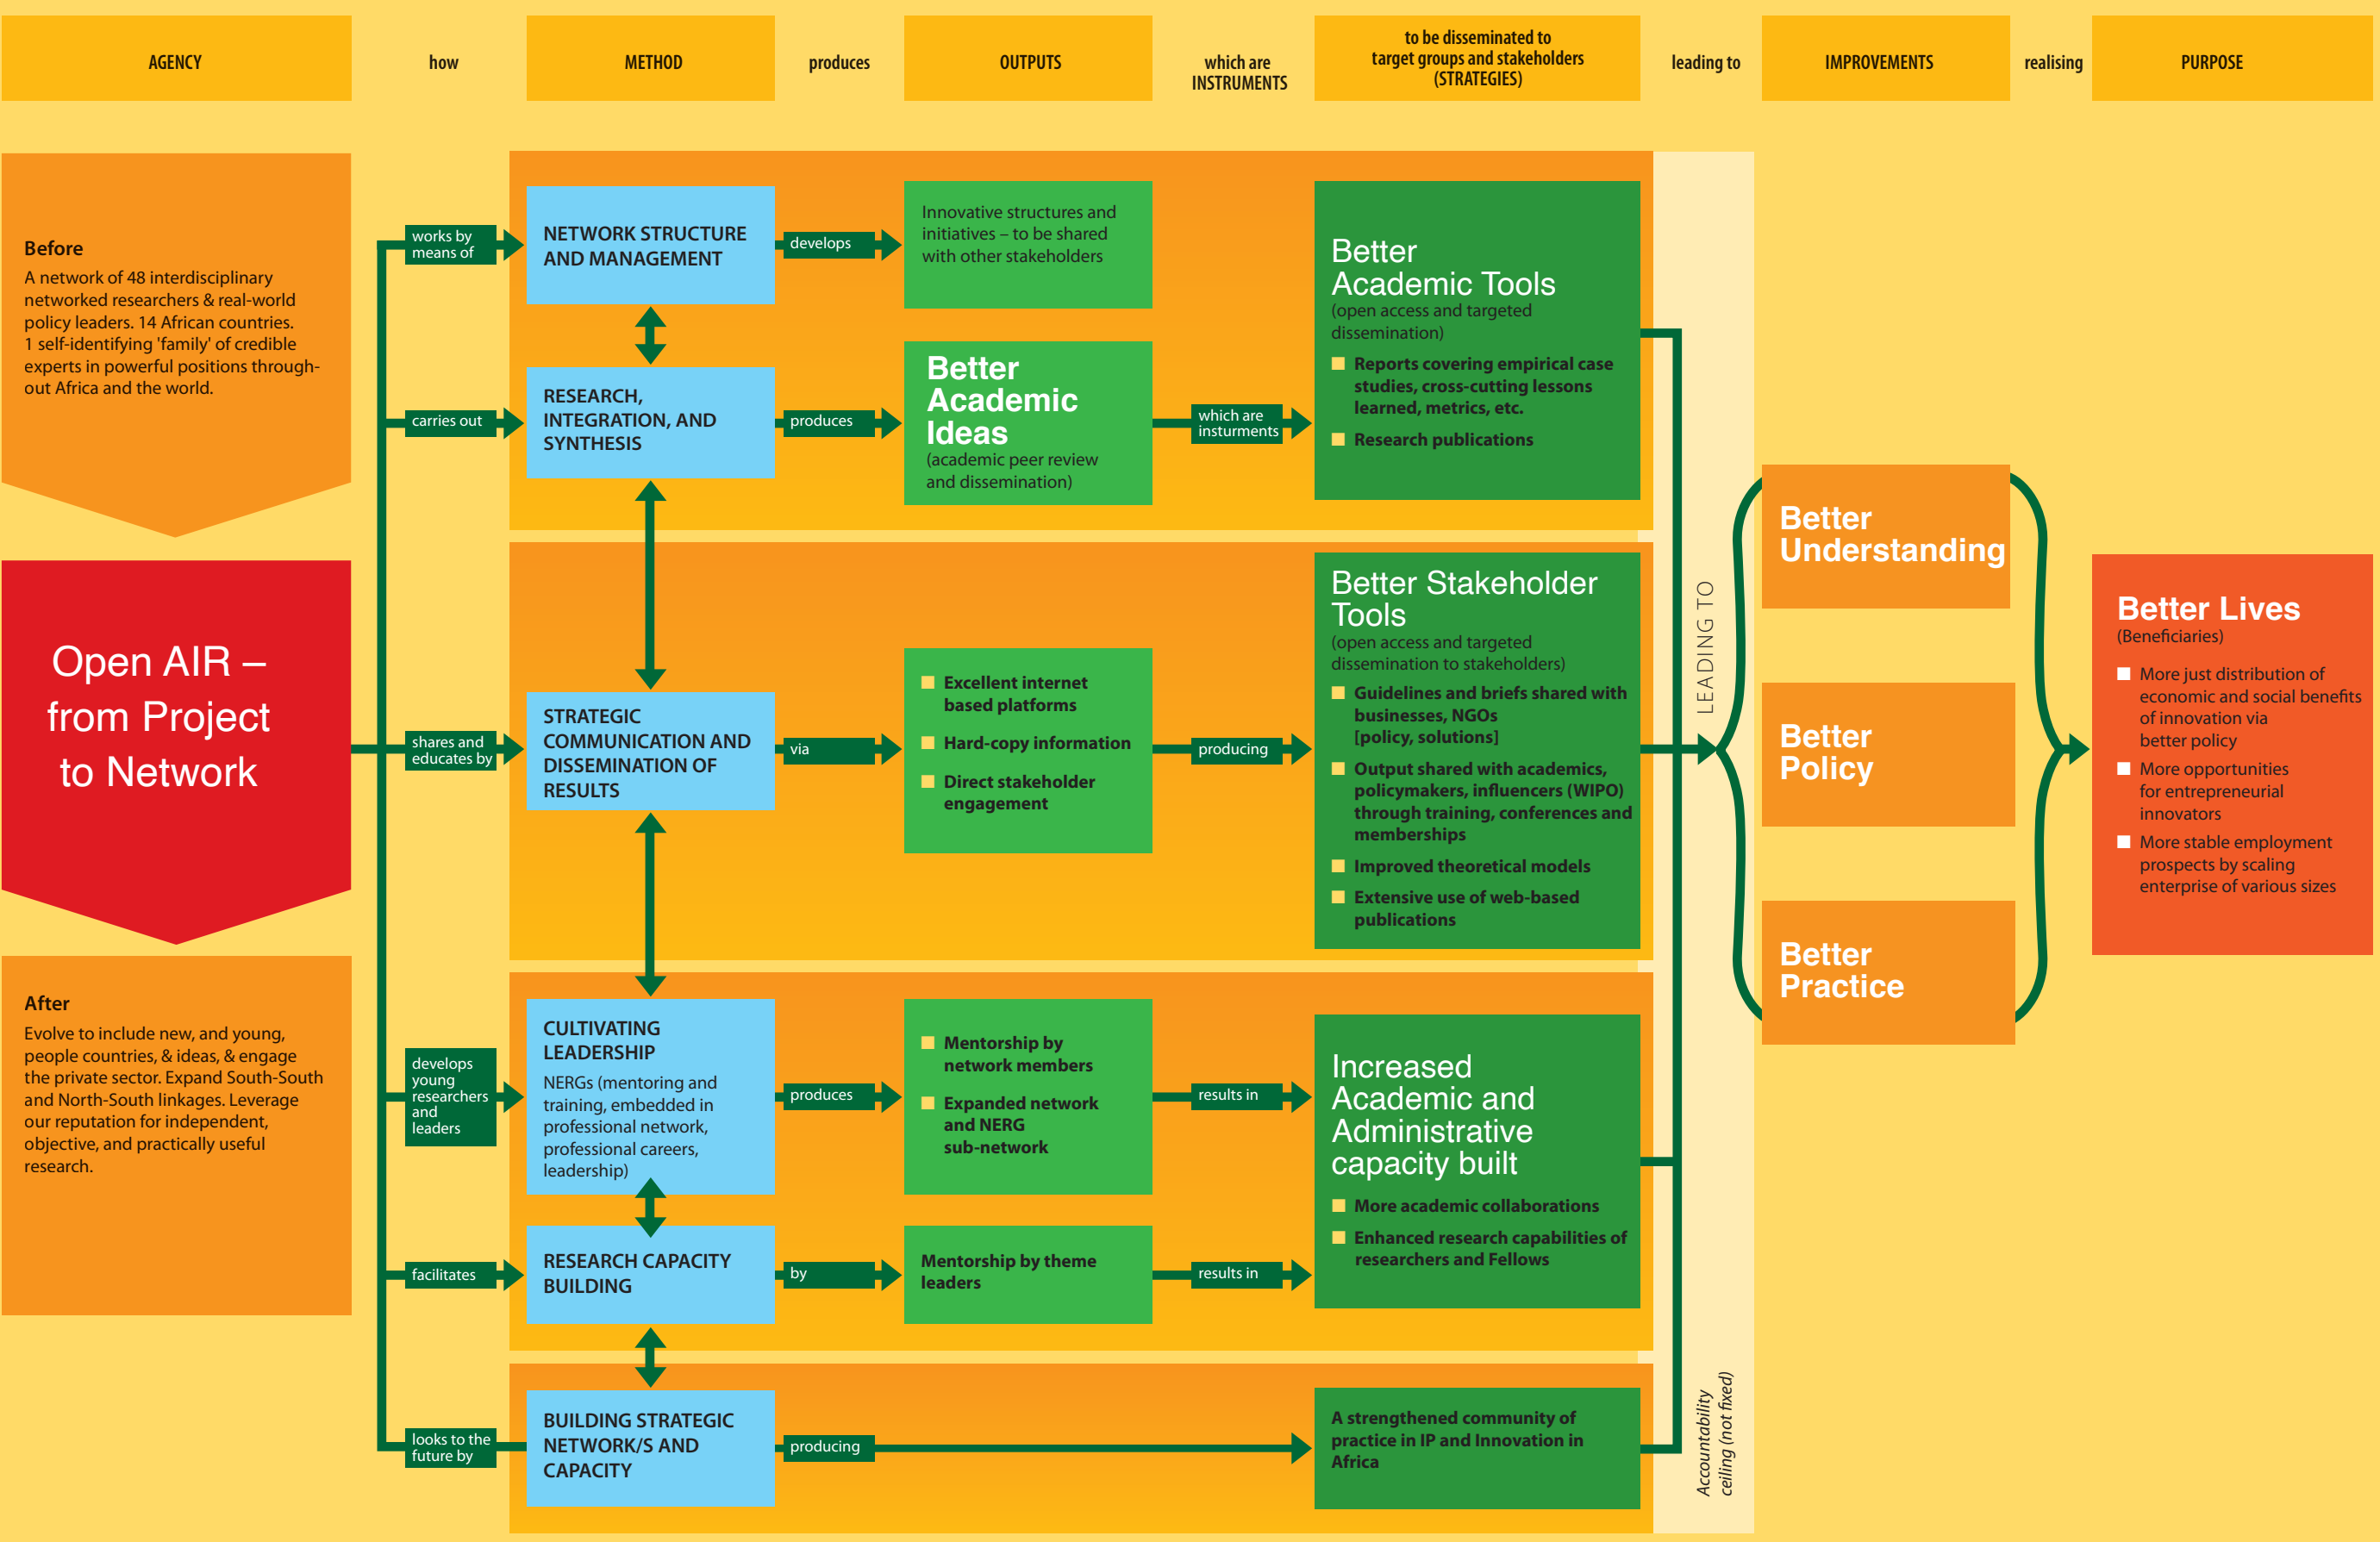 AGENCY
how
METHOD
produces
OUTPUTS
which are
INSTRUMENTS
to be disseminated to
target groups and stakeholders
(STRATEGIES)
leading to
IMPROVEMENTS
realising
PURPOSE
Before
A network of 48 interdisciplinary
networked researchers & real-world
policy leaders. 14 African countries.
1 self-identifying 'family' of credible
experts in powerful positions through-
out Africa and the world.
Open AIR –
from Project
to Network
After
Evolve to include new, and young,
people countries, & ideas, & engage
the private sector. Expand South-South
and North-South linkages. Leverage
our reputation for independent,
objective, and practically useful
research.
works by
means of
NETWORK STRUCTURE
AND MANAGEMENT
develops
Innovative structures and
initiatives – to be shared
with other stakeholders
carries out
RESEARCH,
INTEGRATION, AND
SYNTHESIS
produces
Better
Academic
Ideas
(academic peer review
and dissemination)
which are
insturments
Better
Academic Tools
(open access and targeted
dissemination)
Reports covering empirical case
studies, cross-cutting lessons
learned, metrics, etc.
Research publications
shares and
educates by
STRATEGIC
COMMUNICATION AND
DISSEMINATION OF
RESULTS
via
Excellent internet
based platforms
Hard-copy information
Direct stakeholder
engagement
producing
Better Stakeholder
Tools
(open access and targeted
dissemination to stakeholders)
Guidelines and briefs shared with
businesses, NGOs
[policy, solutions]
Output shared with academics,
policymakers, influencers (WIPO)
through training, conferences and
memberships
Improved theoretical models
Extensive use of web-based
publications
develops
young
researchers
and
leaders
CULTIVATING
LEADERSHIP
NERGs (mentoring and
training, embedded in
professional network,
professional careers,
leadership)
produces
Mentorship by
network members
Expanded network
and NERG
sub-network
results in
Increased
Academic and
Administrative
capacity built
More academic collaborations
Enhanced research capabilities of
researchers and Fellows
facilitates
RESEARCH CAPACITY
BUILDING
by
Mentorship by theme
leaders
results in
looks to the
future by
BUILDING STRATEGIC
NETWORK/S AND
CAPACITY
producing
A strengthened community of
practice in IP and Innovation in
Africa
LEADING TO
Accountability
ceiling (not fixed)
Better
Understanding
Better
Policy
Better
Practice
Better Lives
(Beneficiaries)
More just distribution of
economic and social benefits
of innovation via
better policy
More opportunities
for entrepreneurial
innovators
More stable employment
prospects by scaling
enterprise of various sizes